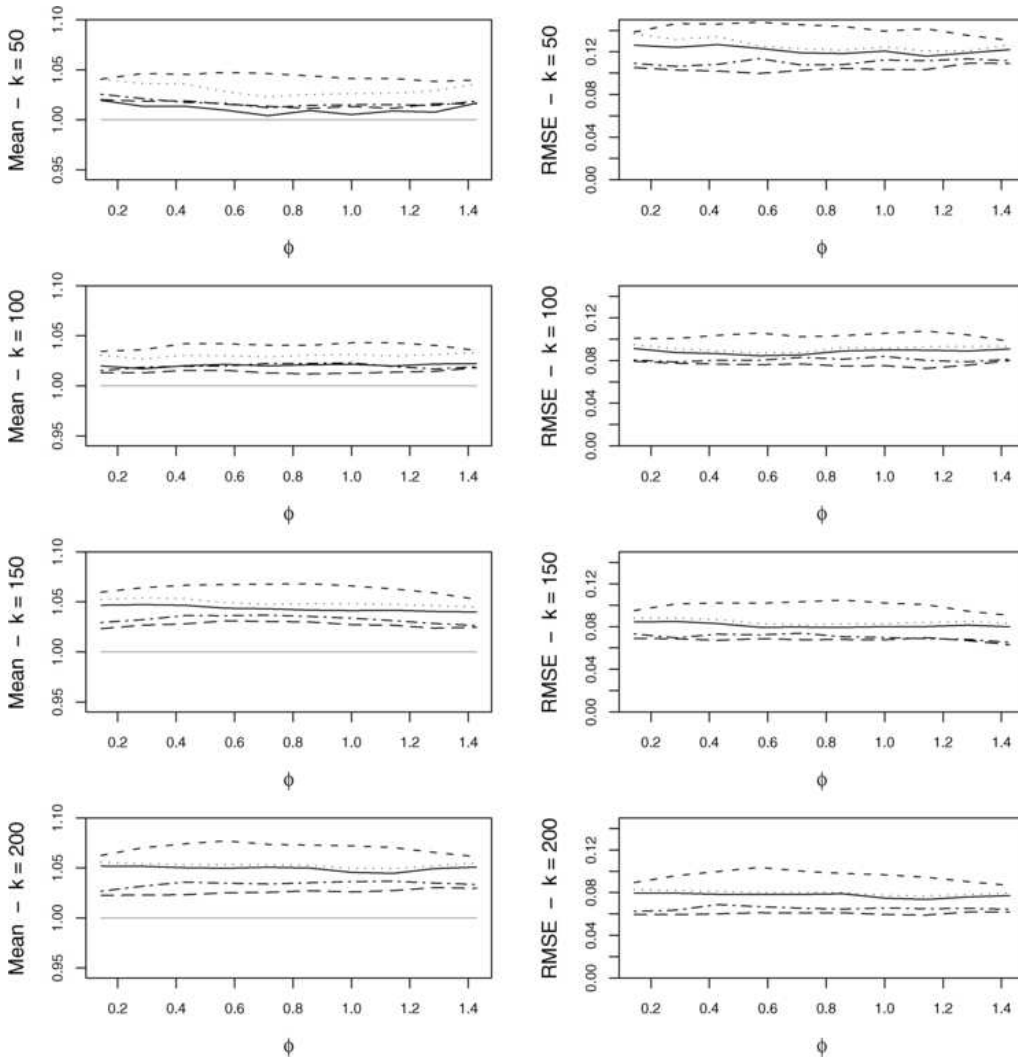 Mean − k = 50
0.95 1.00 1.05 1.10
0.2 0.4 0.6 0.8 1.0 1.2 1.4
ϕ
RMSE − k = 50
0.00 0.04 0.08 0.12
0.2 0.4 0.6 0.8 1.0 1.2 1.4
ϕ
Mean − k = 100
0.95 1.00 1.05 1.10
0.2 0.4 0.6 0.8 1.0 1.2 1.4
ϕ
RMSE − k = 100
0.00 0.04 0.08 0.12
0.2 0.4 0.6 0.8 1.0 1.2 1.4
ϕ
Mean − k = 150
0.95 1.00 1.05 1.10
0.2 0.4 0.6 0.8 1.0 1.2 1.4
ϕ
RMSE − k = 150
0.00 0.04 0.08 0.12
0.2 0.4 0.6 0.8 1.0 1.2 1.4
ϕ
Mean − k = 200
0.95 1.00 1.05 1.10
0.2 0.4 0.6 0.8 1.0 1.2 1.4
ϕ
RMSE − k = 200
0.00 0.04 0.08 0.12
0.2 0.4 0.6 0.8 1.0 1.2 1.4
ϕ